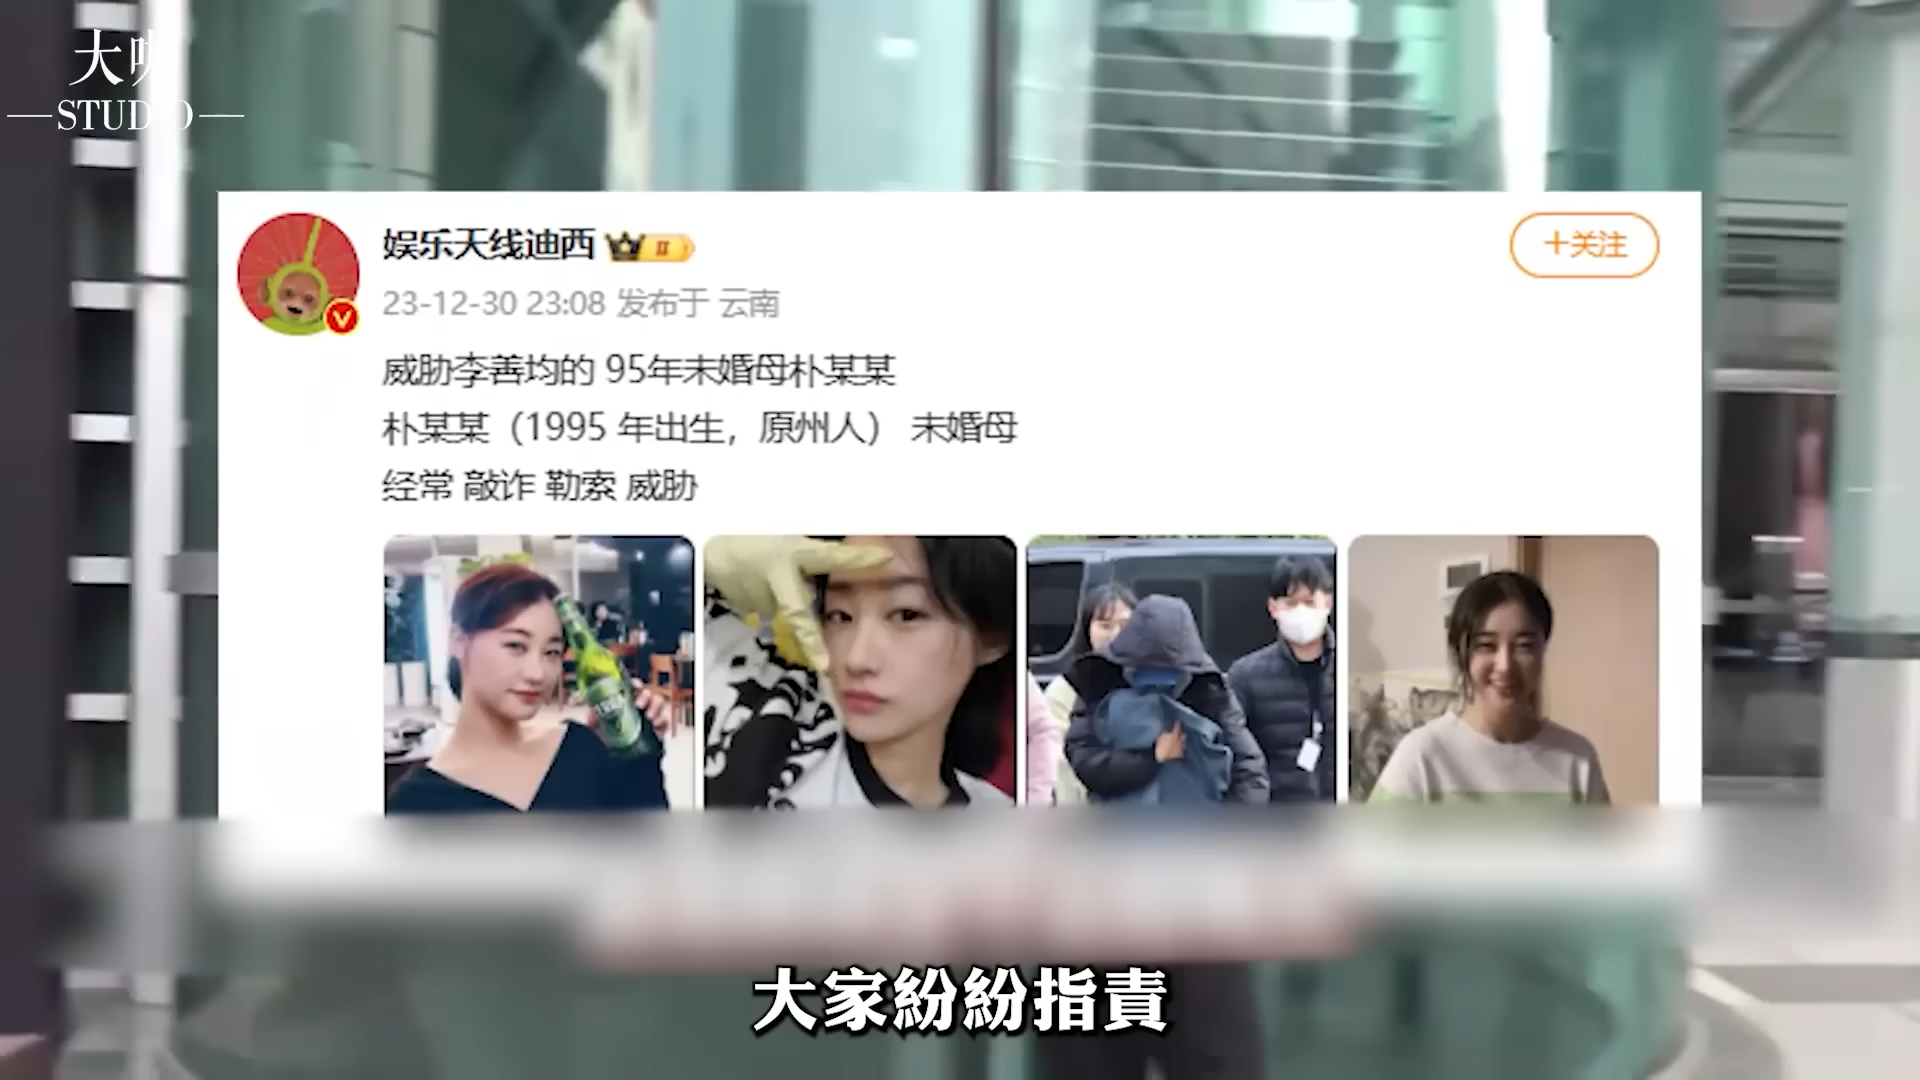 大咖
—STUDIO—
娱乐天线迪西 II
+关注
23-12-30 23:08 发布于 云南
威胁李善均的 95年未婚母朴某某
朴某某（1995 年出生，原州人） 未婚母
经常 敲诈 勒索 威胁
大家紛紛指責